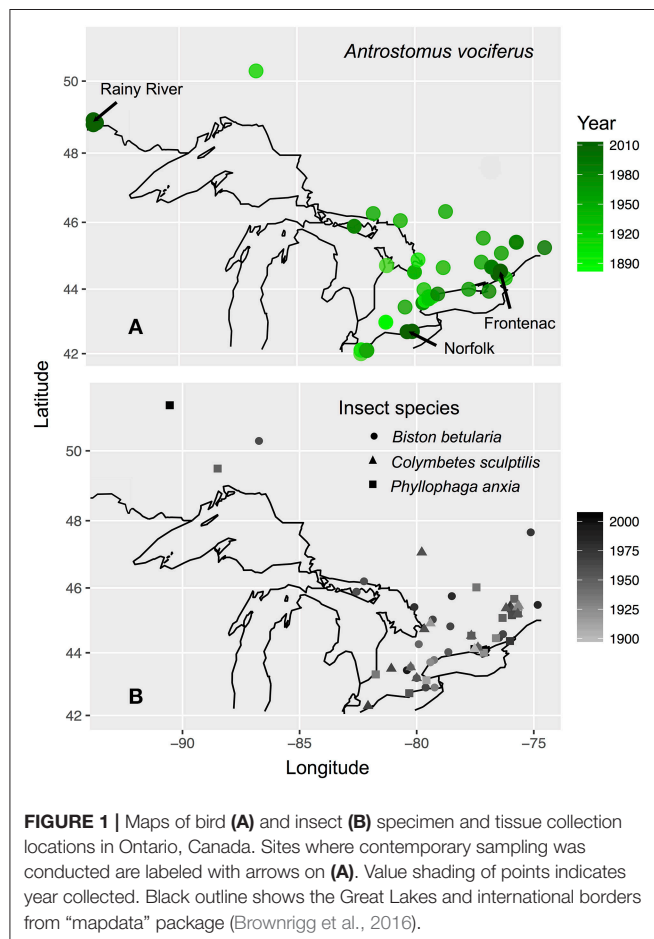 Antrostomus vociferus
50
Rainy River
48
46
44
42
A
Frontenac
Norfolk
Year
2010
1980
1950
1920
1890
Latitude
Insect species
Biston betularia
Colymbetes sculptilis
Phyllophaga anxia
50
48
46
44
42
B
2000
1975
1950
1925
1900
−90
−85
−80
−75
Longitude
FIGURE 1 | Maps of bird (A) and insect (B) specimen and tissue collection
locations in Ontario, Canada. Sites where contemporary sampling was
conducted are labeled with arrows on (A). Value shading of points indicates
year collected. Black outline shows the Great Lakes and international borders
from “mapdata” package (Brownrigg et al., 2016).